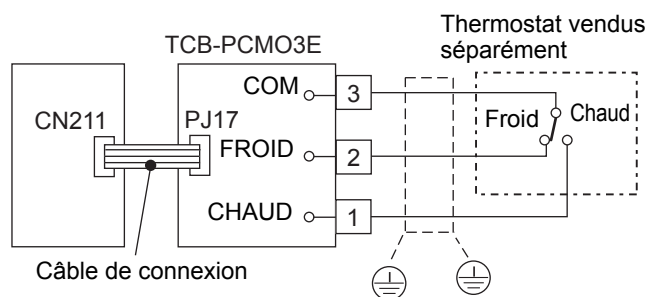 Thermostat vendus
séparément
TCB-PCMO3E
COM
3
CN211
PJ17
Froid
Chaud
FROID
2
CHAUD
1
Câble de connexion